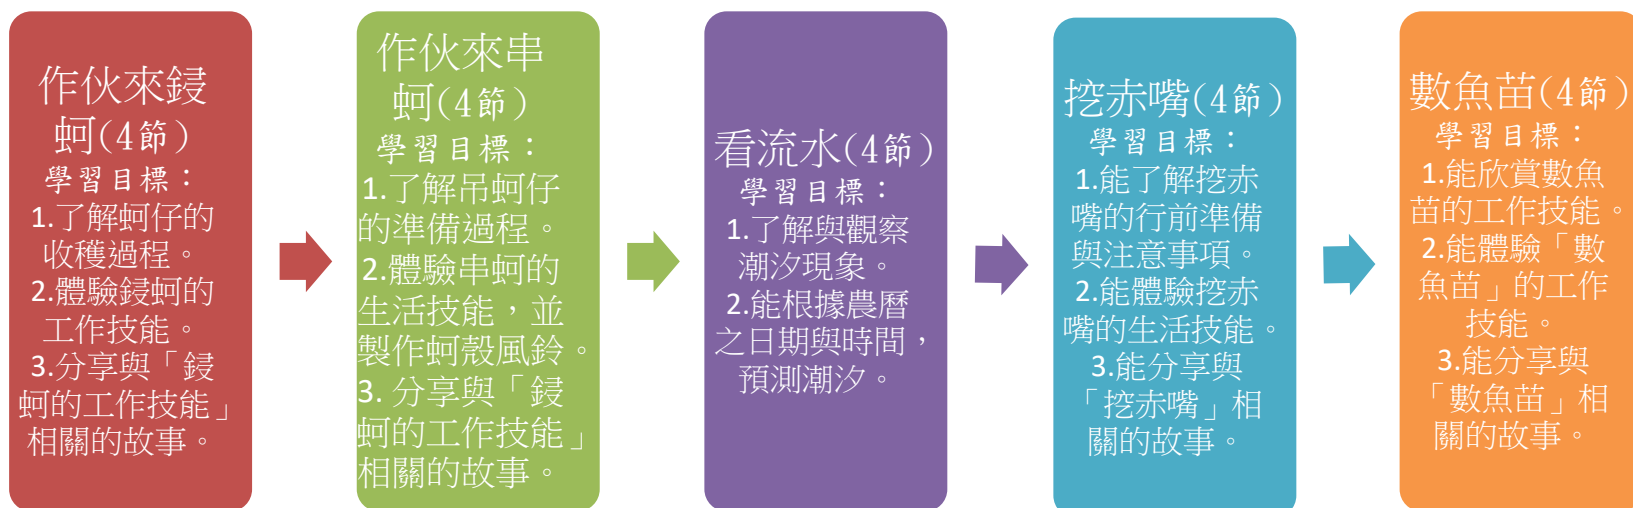 作伙來鋟
蚵(4節)
學習目標：
1.了解蚵仔的
收穫過程。
2.體驗鋟蚵的
工作技能。
3.分享與「鋟
蚵的工作技能」
相關的故事。
作伙來串
蚵(4節)
學習目標：
1.了解吊蚵仔
的準備過程。
2.體驗串蚵的
生活技能，並
製作蚵殼風鈴。
3. 分享與「鋟
蚵的工作技能」
相關的故事。
看流水(4節)
學習目標：
1.了解與觀察
潮汐現象。
2.能根據農曆
之日期與時間，
預測潮汐。
挖赤嘴(4節)
學習目標：
1.能了解挖赤
嘴的行前準備
與注意事項。
2.能體驗挖赤
嘴的生活技能。
3.能分享與
「挖赤嘴」相
關的故事。
數魚苗(4節)
學習目標：
1.能欣賞數魚
苗的工作技能。
2.能體驗「數
魚苗」的工作
技能。
3.能分享與
「數魚苗」相
關的故事。